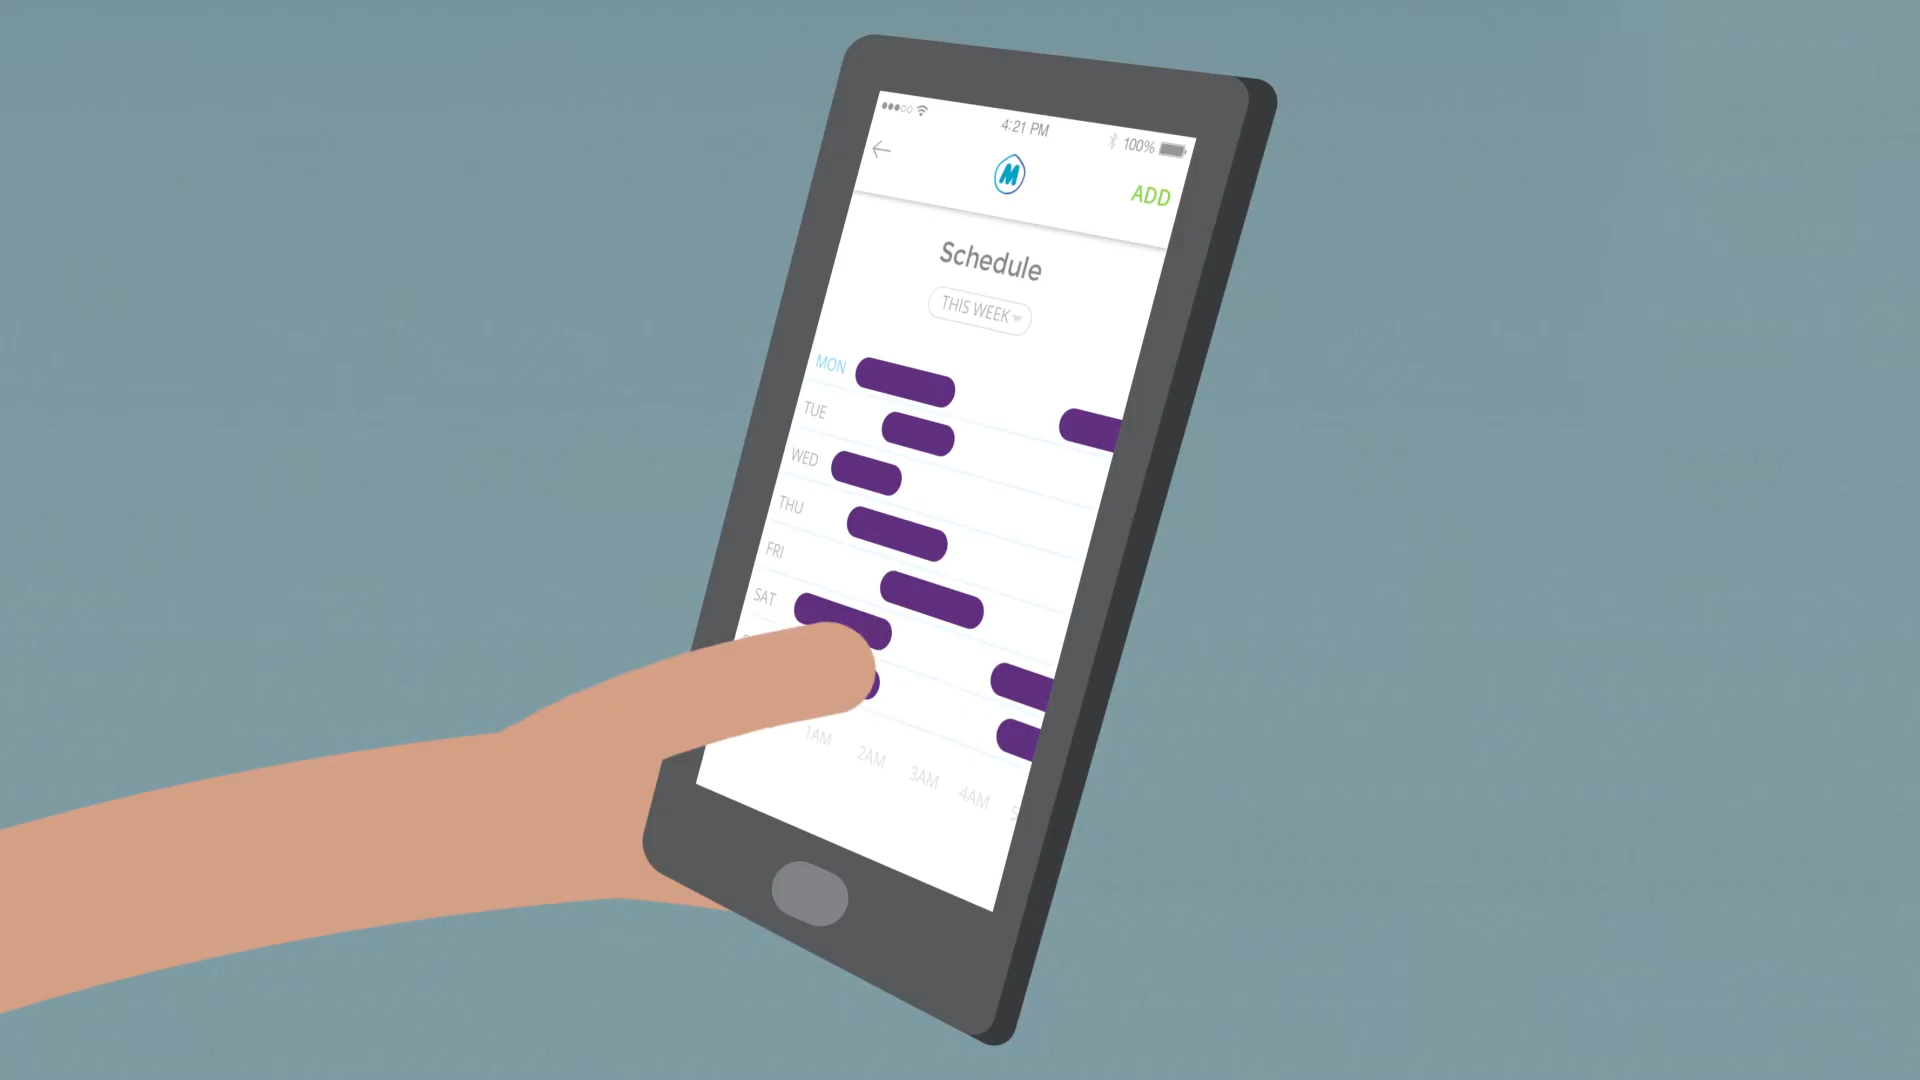 4:21 PM
100%
M
ADD
Schedule
THIS WEEK
MON
TUE
WED
THU
FRI
SAT
1AM 2AM 3AM 4AM